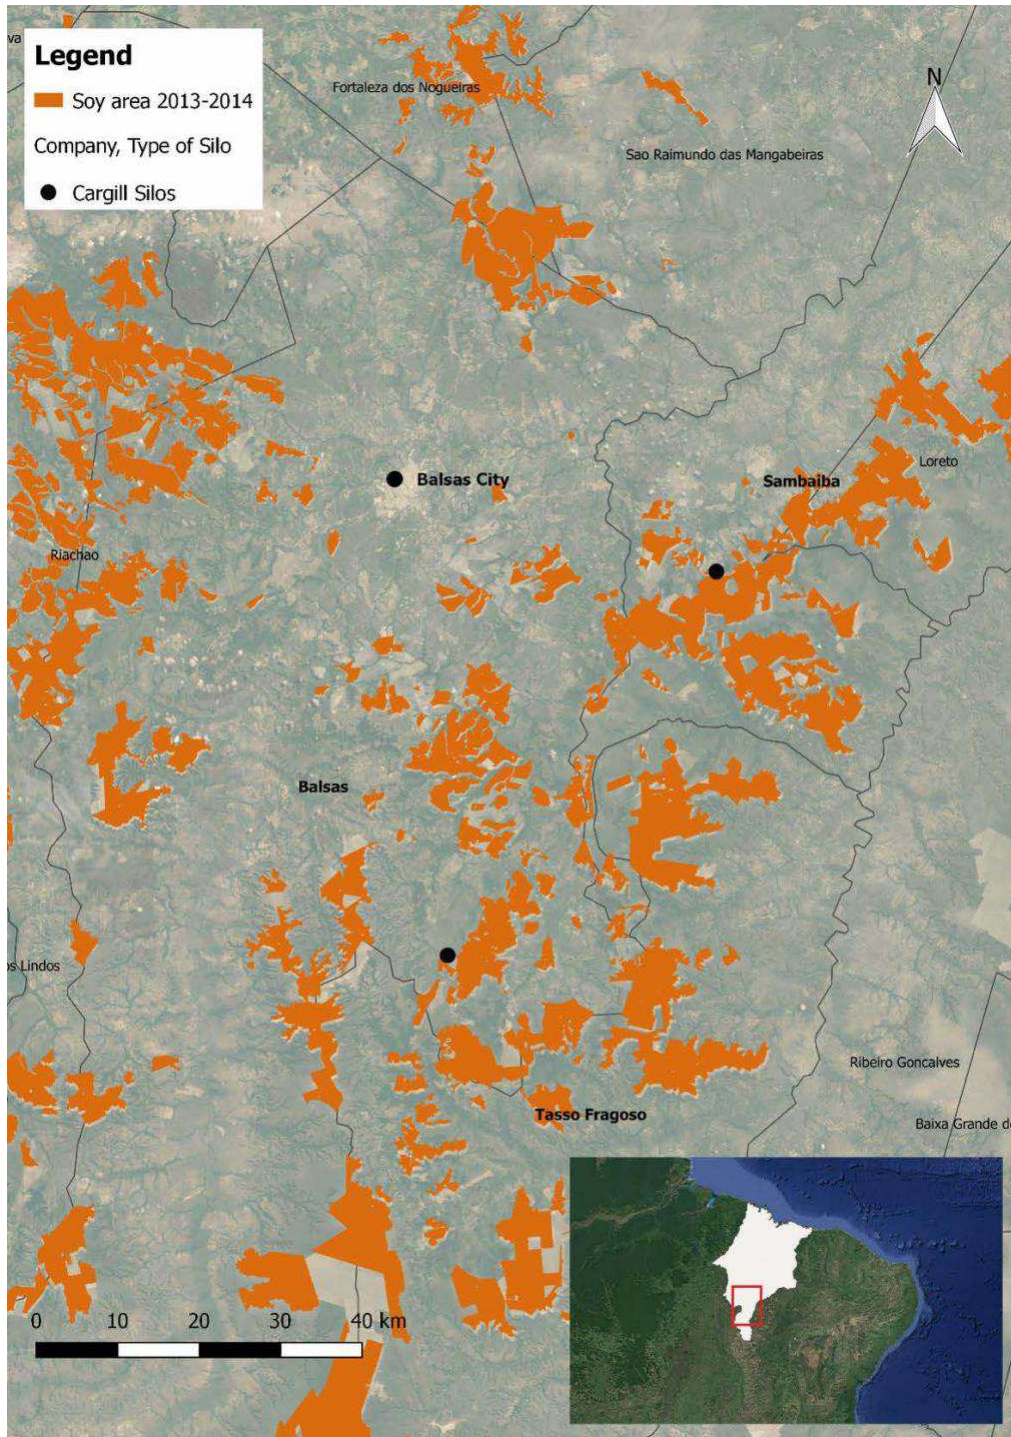 Legend
Soy area 2013-2014
Company, Type of Silo
Cargill Silos
va
Fortaleza dos Nogueiras
N
Sao Raimundo das Mangabeiras
Loreto
Balsas City
Sambaiba
Riachao
Balsas
os Lindos
Ribeiro Goncalves
Tasso Fragoso
Baixa Grande d
0 10 20 30 40 km